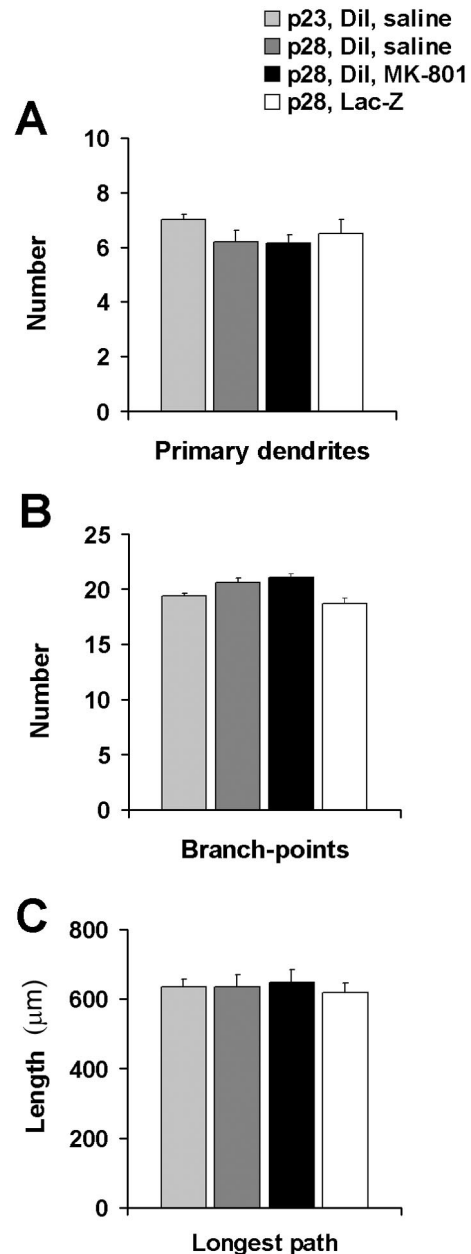 p23, DiI, saline
p28, DiI, saline
p28, DiI, MK-801
p28, Lac-Z
A
10
8
6
4
2
0
Number
Primary dendrites
B
25
20
15
10
5
0
Number
Branch-points
C
800
600
400
200
0
Length (μm)
Longest path